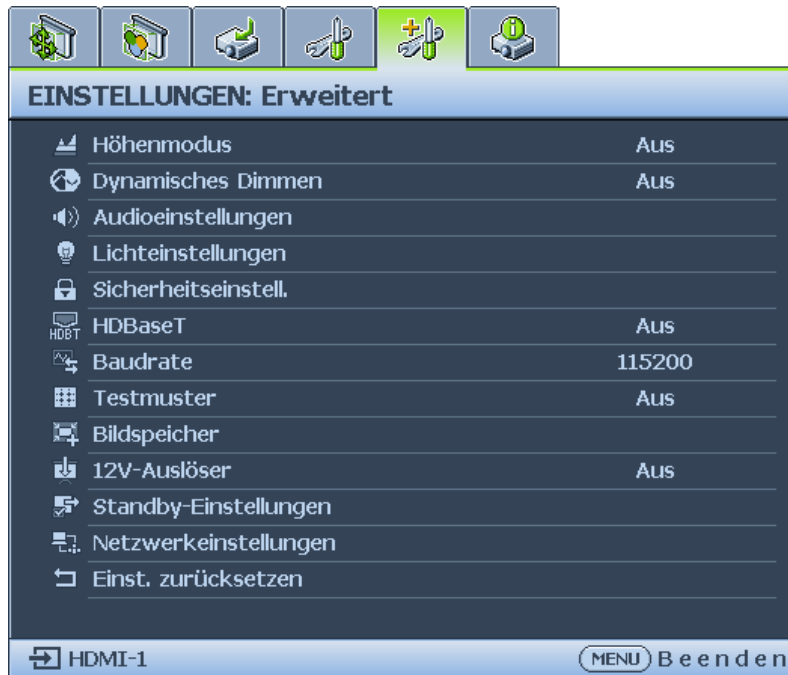 EINSTELLUNGEN: Erweitert
Höhenmodus Aus
Dynamisches Dimmen Aus
Audioeinstellungen
Lichteinstellungen
Sicherheitseinstell.
HDBT HDBaseT Aus
Baudrate 115200
Testmuster Aus
Bildspeicher
12V-Auslöser Aus
Standby-Einstellungen
Netzwerkeinstellungen
Einst. zurücksetzen
HDMI-1 MENU Beenden